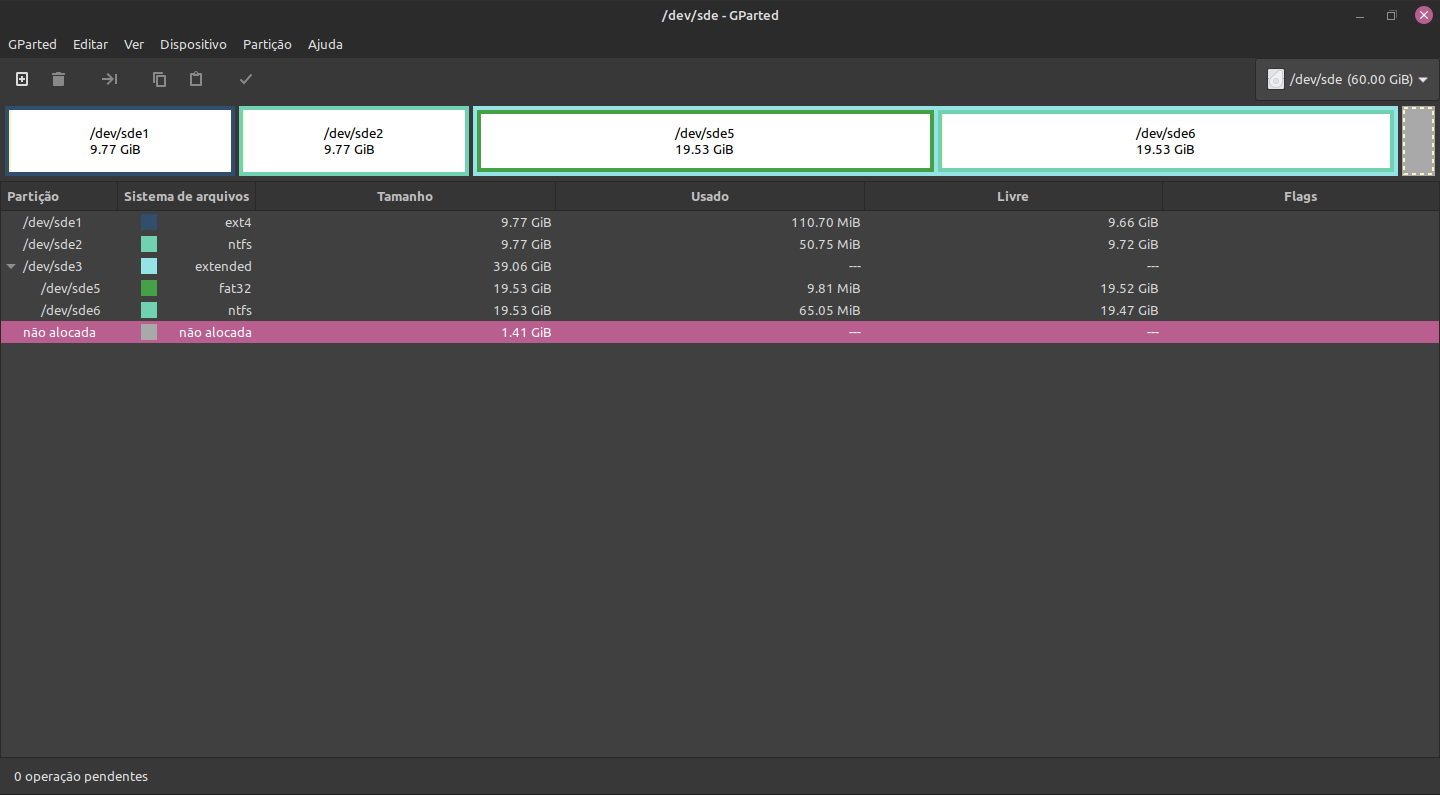 /dev/sde - GParted
GParted Editar Ver Dispositivo Partição Ajuda
/dev/sde (60.00 GiB)
/dev/sde1
9.77 GiB
/dev/sde2
9.77 GiB
/dev/sde5
19.53 GiB
/dev/sde6
19.53 GiB
Partição Sistema de arquivos Tamanho Usado Livre Flags
/dev/sde1 ext4 9.77 GiB 110.70 MiB 9.66 GiB
/dev/sde2 ntfs 9.77 GiB 50.75 MiB 9.72 GiB
/dev/sde3 extended 39.06 GiB --- ---
/dev/sde5 fat32 19.53 GiB 9.81 MiB 19.52 GiB
/dev/sde6 ntfs 19.53 GiB 65.05 MiB 19.47 GiB
não alocada não alocada 1.41 GiB --- ---
0 operação pendentes